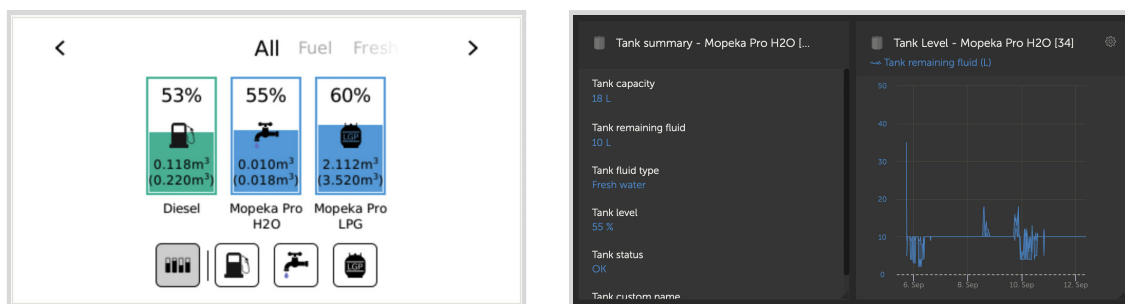 < All Fuel Fresh >
53% 55% 60%
LGP
0.118m³ 0.010m³ 2.112m³
(0.220m³) (0.018m³) (3.520m³)
Diesel Mopeka Pro Mopeka Pro
H2O LPG
LGP
Tank summary - Mopeka Pro H2O [...
Tank capacity
18 L
Tank remaining fluid
10 L
Tank fluid type
Fresh water
Tank level
55 %
Tank status
OK
Tank custom name
Tank Level - Mopeka Pro H2O [34]
Tank remaining fluid (L)
50
40
30
20
10
0
6. Sep 8. Sep 10. Sep 12. Sep